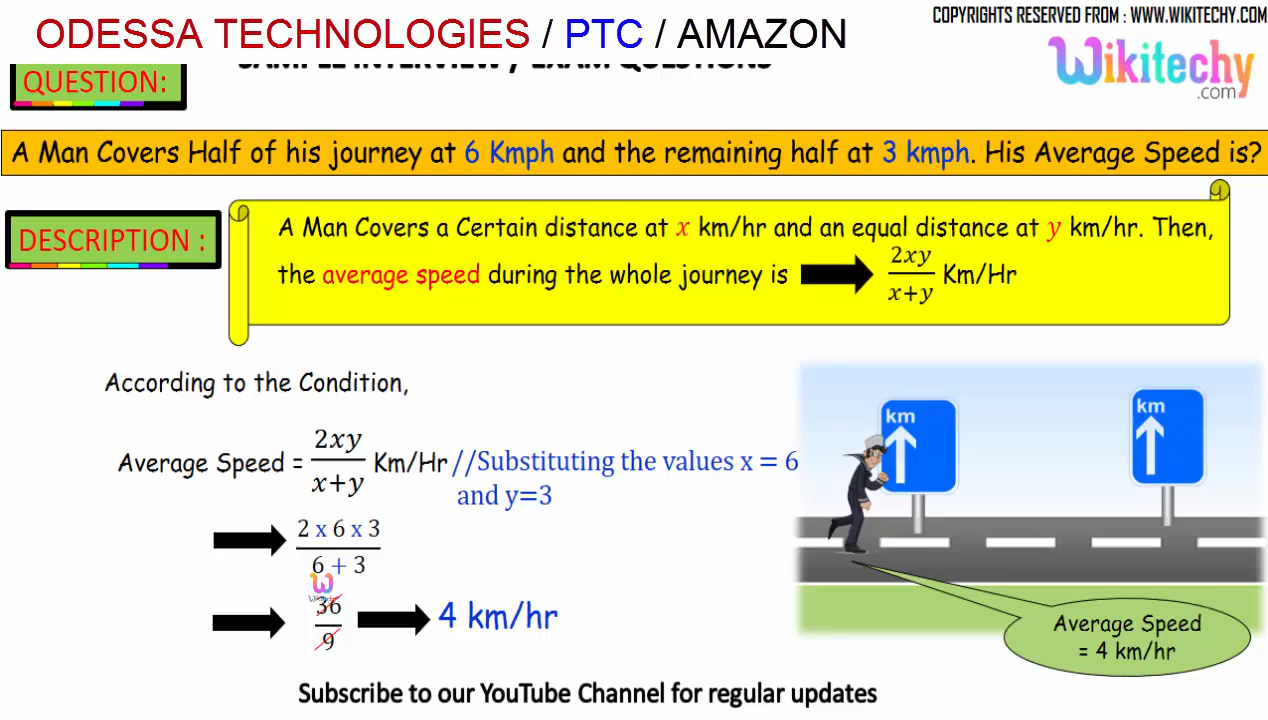 COPYRIGHTS RESERVED FROM : WWW.WIKITECHY.COM
ODESSA TECHNOLOGIES / PTC / AMAZON
Wikitechy
.com
SAMPLE INTERVIEW / EXAM QUESTIONS
QUESTION:
A Man Covers Half of his journey at 6 Kmph and the remaining half at 3 kmph. His Average Speed is?
DESCRIPTION :
A Man Covers a Certain distance at x km/hr and an equal distance at y km/hr. Then,
the average speed during the whole journey is 2xy/x+y Km/Hr
According to the Condition,
Average Speed = 2xy/x+y Km/Hr //Substituting the values x = 6
and y=3
2 x 6 x 3
6 + 3
36
9
4 km/hr
km
km
Average Speed
= 4 km/hr
Subscribe to our YouTube Channel for regular updates